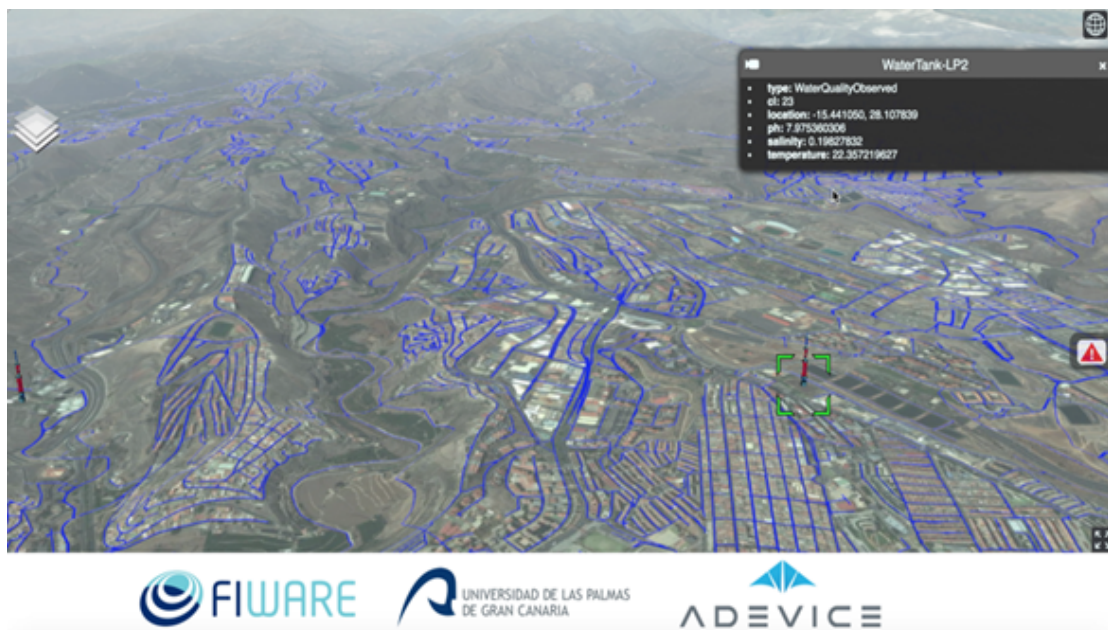 WaterTank-LP2
type: WaterQualityObserved
cl: 23
location: -15.441050, 28.107839
ph: 7.975360306
salinity: 0.19827832
temperature: 22.357219627
FIWARE
UNIVERSIDAD DE LAS PALMAS
DE GRAN CANARIA
ADEVICE